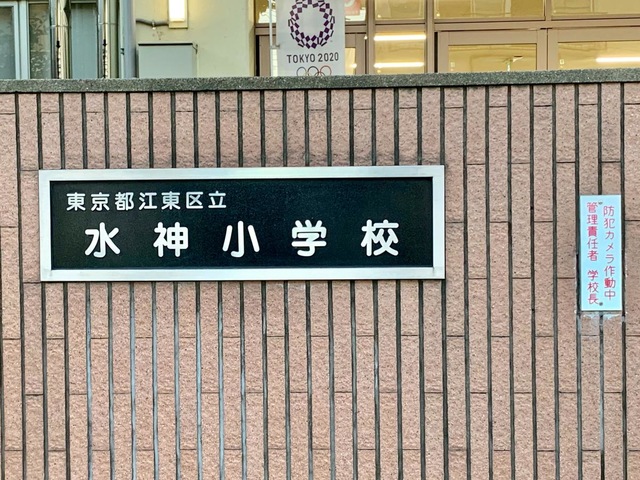 TOKYO 2020
東京都江東区立
水神小学校
防犯カメラ作動中
管理責任者 学校長